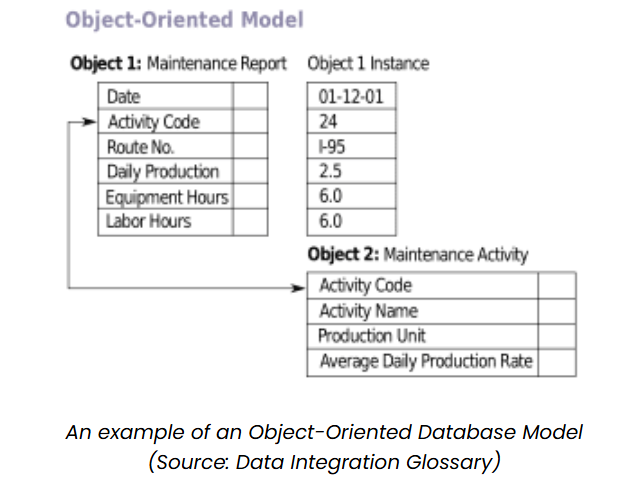 Object-Oriented Model
Object 1: Maintenance Report Object 1 Instance
Date 01-12-01
Activity Code 24
Route No. I-95
Daily Production 2.5
Equipment Hours 6.0
Labor Hours 6.0
Object 2: Maintenance Activity
Activity Code
Activity Name
Production Unit
Average Daily Production Rate
An example of an Object-Oriented Database Model
(Source: Data Integration Glossary)